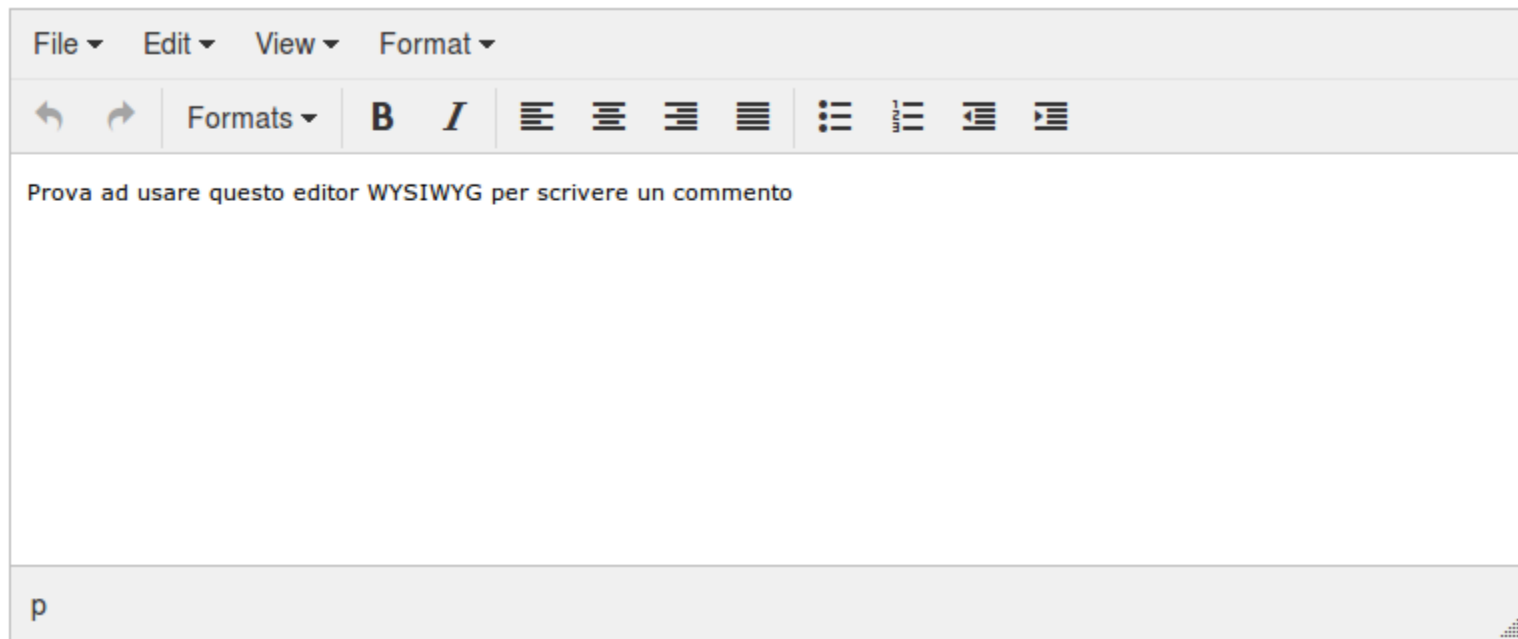 File Edit View Format
Formats B I
Prova ad usare questo editor WYSIWYG per scrivere un commento
p